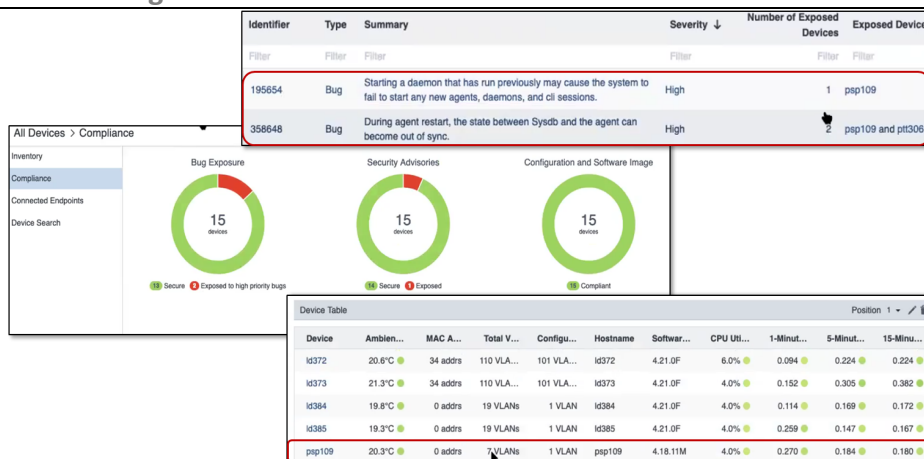 Identifier Type Summary Severity ↓ Number of Exposed Devices Exposed Device
Filter Filter Filter Filter Filter Filter
195654 Bug Starting a daemon that has run previously may cause the system to High 1 psp109
fail to start any new agents, daemons, and cli sessions.
358648 Bug During agent restart, the state between Sysdb and the agent can High 2 psp109 and ptt306
become out of sync.
All Devices > Compliance
Inventory
Compliance
Connected Endpoints
Device Search
Bug Exposure Security Advisories Configuration and Software Image
15 15 15
devices devices devices
13 Secure 2 Exposed to high priority bugs 14 Secure 1 Exposed 15 Compliant
Device Table Position 1
Device Ambien... MAC A... Total V... Configu... Hostname Softwar... CPU Uti... 1-Minut... 5-Minut... 15-Minu...
ld372 20.6°C 34 addrs 110 VLA... 101 VLA... ld372 4.21.0F 6.0% 0.094 0.224 0.224
ld373 21.3°C 34 addrs 110 VLA... 101 VLA... ld373 4.21.0F 4.0% 0.152 0.305 0.382
ld384 19.8°C 0 addrs 19 VLANs 1 VLAN ld384 4.21.0F 4.0% 0.114 0.169 0.172
ld385 19.3°C 0 addrs 19 VLANs 1 VLAN ld385 4.21.0F 4.0% 0.259 0.147 0.167
psp109 20.3°C 0 addrs 7 VLANs 1 VLAN psp109 4.18.11M 4.0% 0.270 0.184 0.180